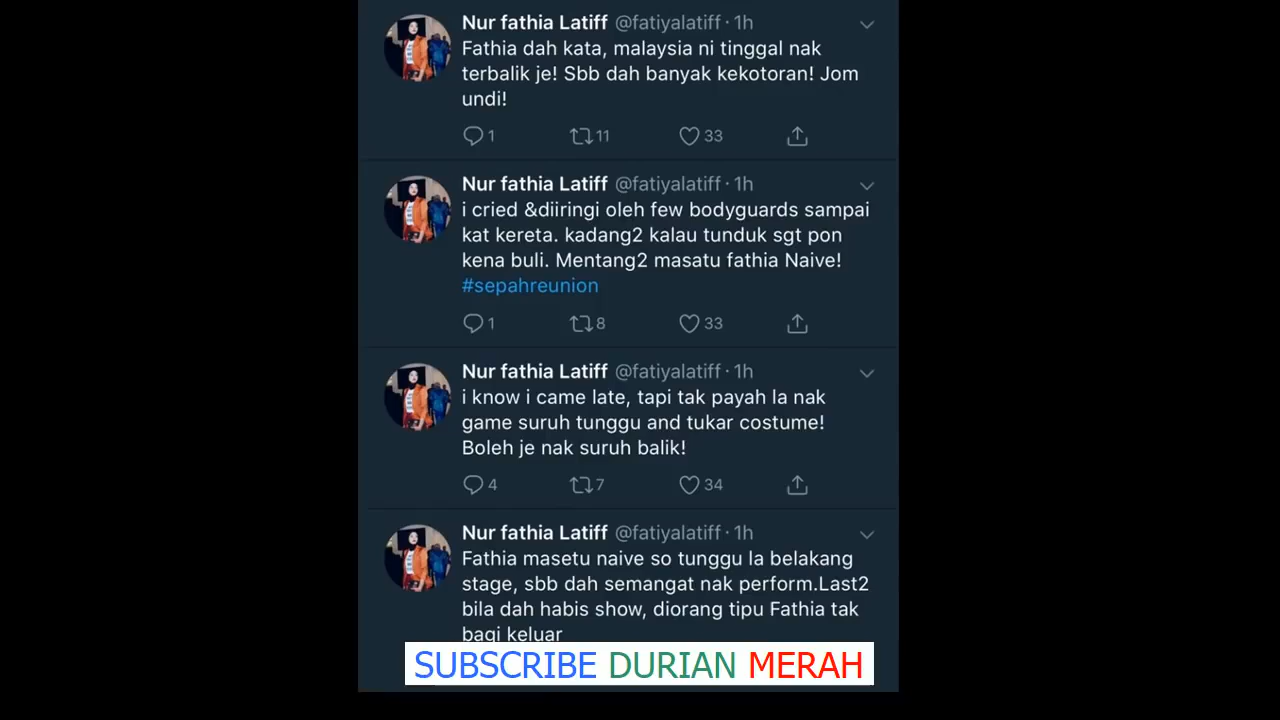 Nur fathia Latiff @fatiyalatiff · 1h
Fathia dah kata, malaysia ni tinggal nak
terbalik je! Sbb dah banyak kekotoran! Jom
undi!
1 11 33
Nur fathia Latiff @fatiyalatiff · 1h
i cried &diiringi oleh few bodyguards sampai
kat kereta. kadang2 kalau tunduk sgt pon
kena buli. Mentang2 masatu fathia Naive!
#sepahreunion
1 8 33
Nur fathia Latiff @fatiyalatiff · 1h
i know i came late, tapi tak payah la nak
game suruh tunggu and tukar costume!
Boleh je nak suruh balik!
4 7 34
Nur fathia Latiff @fatiyalatiff · 1h
Fathia masetu naive so tunggu la belakang
stage, sbb dah semangat nak perform.Last2
bila dah habis show, diorang tipu Fathia tak
bagi keluar
SUBSCRIBE DURIAN MERAH